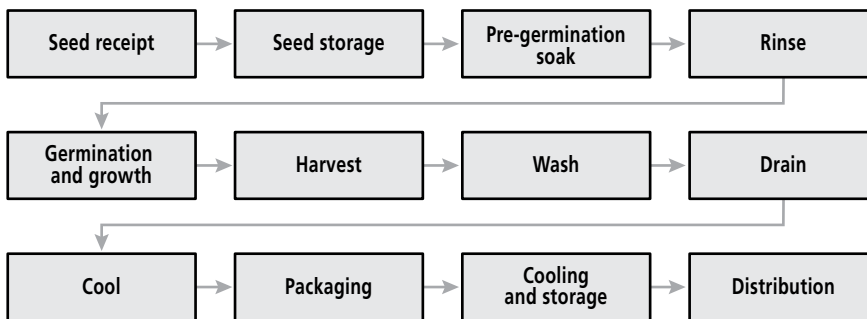 Seed receipt
Seed storage
Pre-germination
soak
Rinse
Germination
and growth
Harvest
Wash
Drain
Cool
Packaging
Cooling
and storage
Distribution